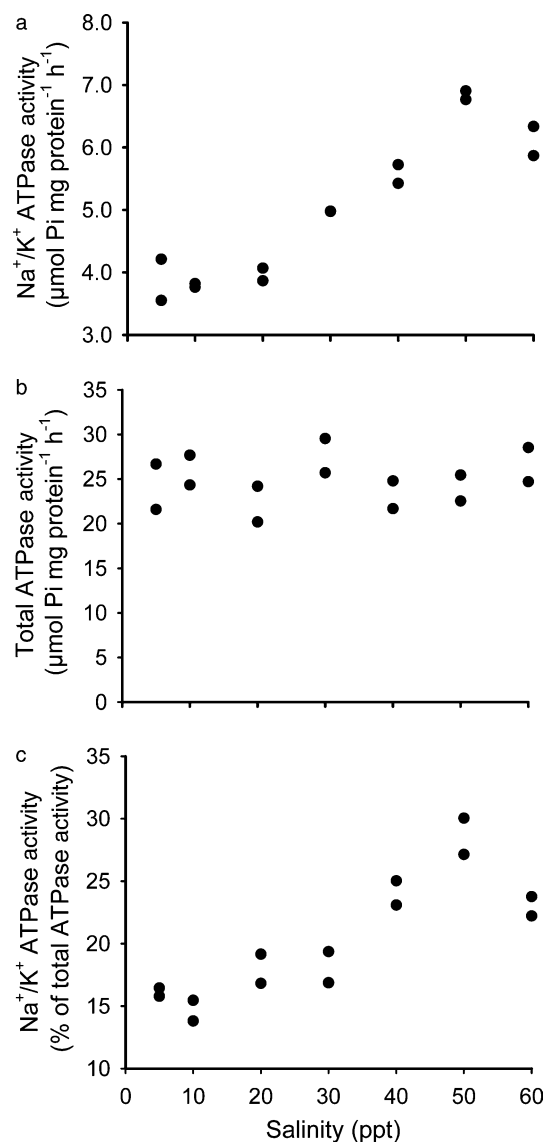 a
Na⁺/K⁺ ATPase activity
(µmol Pi mg protein⁻¹ h⁻¹)
8.0
7.0
6.0
5.0
4.0
3.0
b
Total ATPase activity
(µmol Pi mg protein⁻¹ h⁻¹)
35
30
25
20
15
10
5
0
c
Na⁺/K⁺ ATPase activity
(% of total ATPase activity)
35
30
25
20
15
10
0 10 20 30 40 50 60
Salinity (ppt)